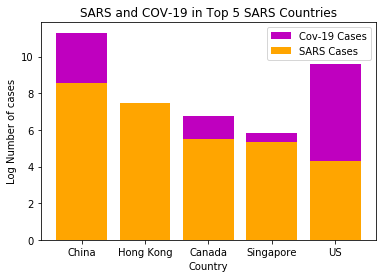 SARS and COV-19 in Top 5 SARS Countries
Cov-19 Cases
SARS Cases
Log Number of cases
10
8
6
4
2
0
China Hong Kong Canada Singapore US
Country